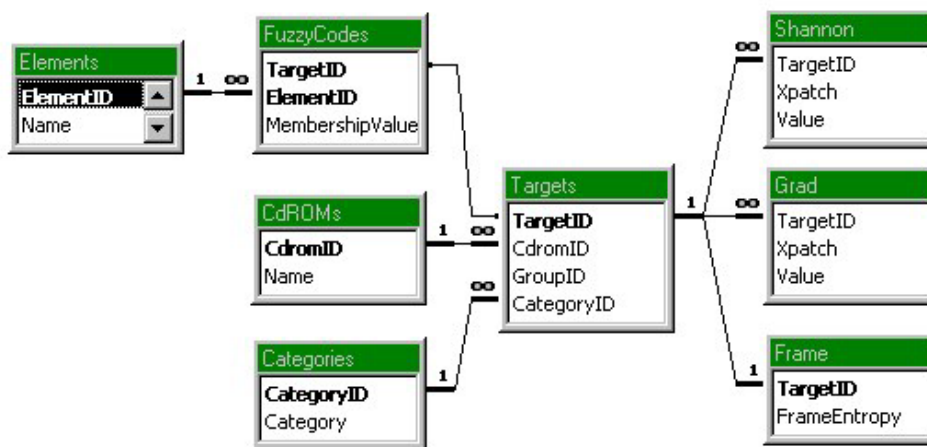 Elements
ElementID
Name
1 ∞
FuzzyCodes
TargetID
ElementID
MembershipValue
CdROMs
CdromID
Name
1 ∞
Categories
CategoryID
Category
1
∞
Targets
TargetID
CdromID
GroupID
CategoryID
1
∞
Shannon
TargetID
Xpatch
Value
∞
Grad
TargetID
Xpatch
Value
1
Frame
TargetID
FrameEntropy